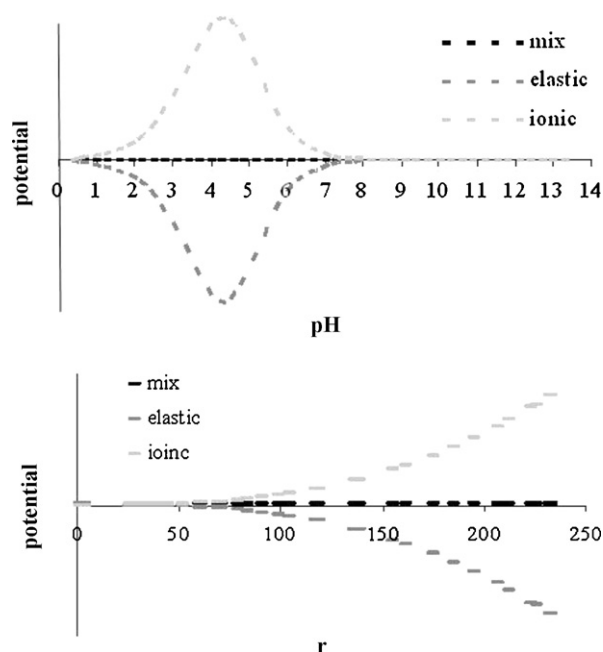 mix
elastic
ionic
potential
0 1 2 3 4 5 6 7 8 9 10 11 12 13 14
pH
mix
elastic
ioinc
potential
0 50 100 150 200 250
r